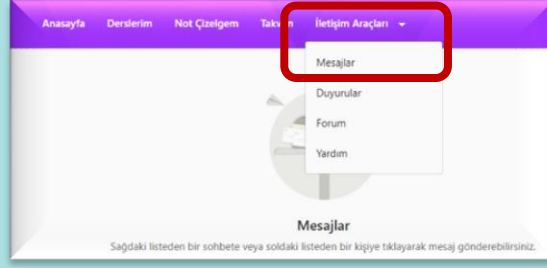 Anasayfa Derslerim Not Çizelgem Takvim İletişim Araçları
Mesajlar
Duyurular
Forum
Yardım
Mesajlar
Sağdaki listeden bir sohbete veya soldaki listeden bir kişiye tıklayarak mesaj gönderebilirsiniz.